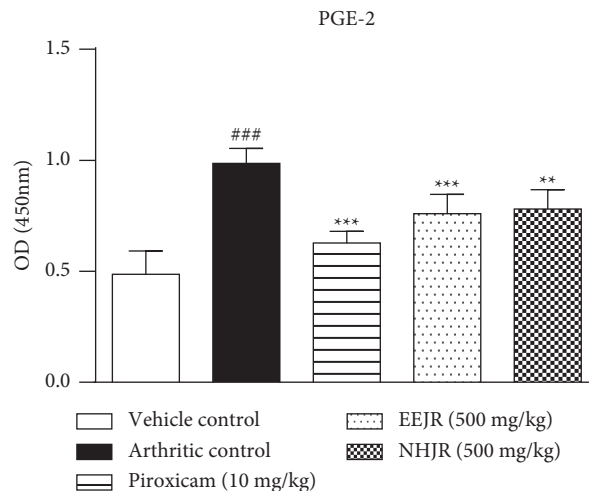 PGE-2
1.5
1.0
0.5
0.0
OD (450nm)
###
***
***
**
Vehicle control
Arthritic control
Piroxicam (10 mg/kg)
EEJR (500 mg/kg)
NHJR (500 mg/kg)